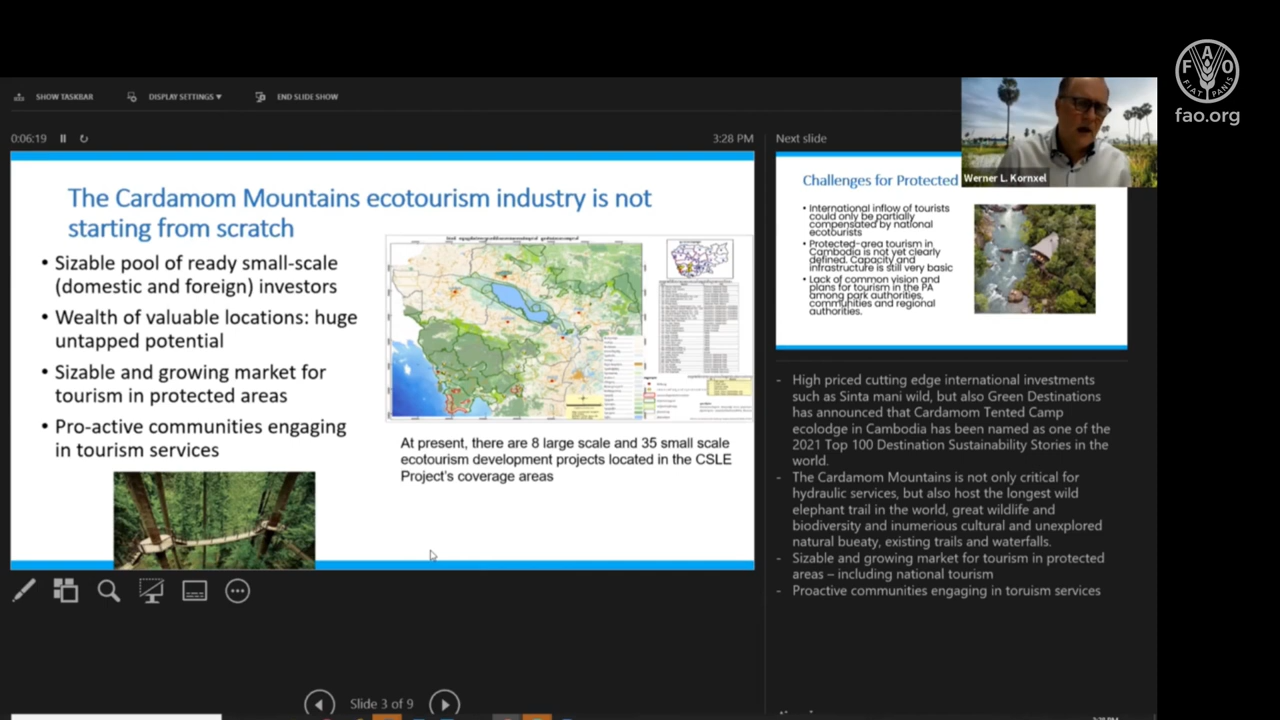 F A O
FIAT PANIS
fao.org
SHOW TASKBAR
DISPLAY SETTINGS ▾
END SLIDE SHOW
0:06:19
3:28 PM
Next slide
The Cardamom Mountains ecotourism industry is not
starting from scratch
• Sizable pool of ready small-scale
(domestic and foreign) investors
• Wealth of valuable locations: huge
untapped potential
• Sizable and growing market for
tourism in protected areas
• Pro-active communities engaging
in tourism services
At present, there are 8 large scale and 35 small scale
ecotourism development projects located in the CSLE
Project's coverage areas
Slide 3 of 9
Werner L. Kornxel
Challenges for Protected
• International inflow of tourists
could only be partially
compensated by national
ecotourists
• Protected-area tourism in
Cambodia is not yet clearly
defined. Capacity and
infrastructure is still very basic
• Lack of common vision and
plans for tourism in the PA
among park authorities,
communities and regional
authorities.
- High priced cutting edge international investments
such as Sinta mani wild, but also Green Destinations
has announced that Cardamom Tented Camp
ecolodge in Cambodia has been named as one of the
2021 Top 100 Destination Sustainability Stories in the
world.
- The Cardamom Mountains is not only critical for
hydraulic services, but also host the longest wild
elephant trail in the world, great wildlife and
biodiversity and inumerious cultural and unexplored
natural bueaty, existing trails and waterfalls.
- Sizable and growing market for tourism in protected
areas – including national tourism
- Proactive communities engaging in toruism services